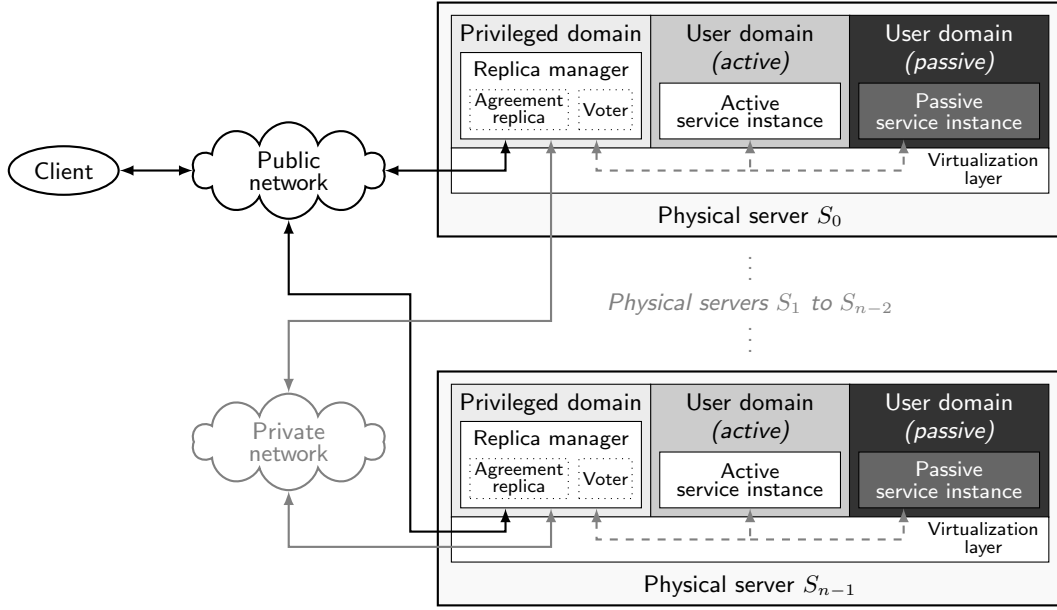 Client
Public
network
Privileged domain
Replica manager
Agreement
replica
Voter
User domain
(active)
Active
service instance
User domain
(passive)
Passive
service instance
Virtualization
layer
Physical server S₀
Physical servers S₁ to Sₙ₋₂
Private
network
Privileged domain
Replica manager
Agreement
replica
Voter
User domain
(active)
Active
service instance
User domain
(passive)
Passive
service instance
Virtualization
layer
Physical server Sₙ₋₁